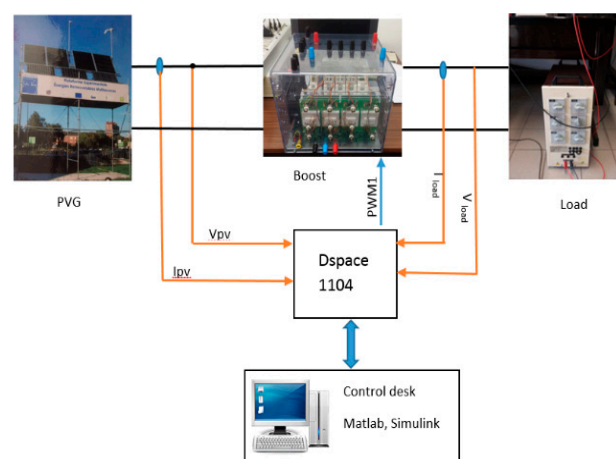 PVG
Boost
Load
PWM1
I load
V load
Vpv
Ipv
Dspace
1104
Control desk
Matlab, Simulink